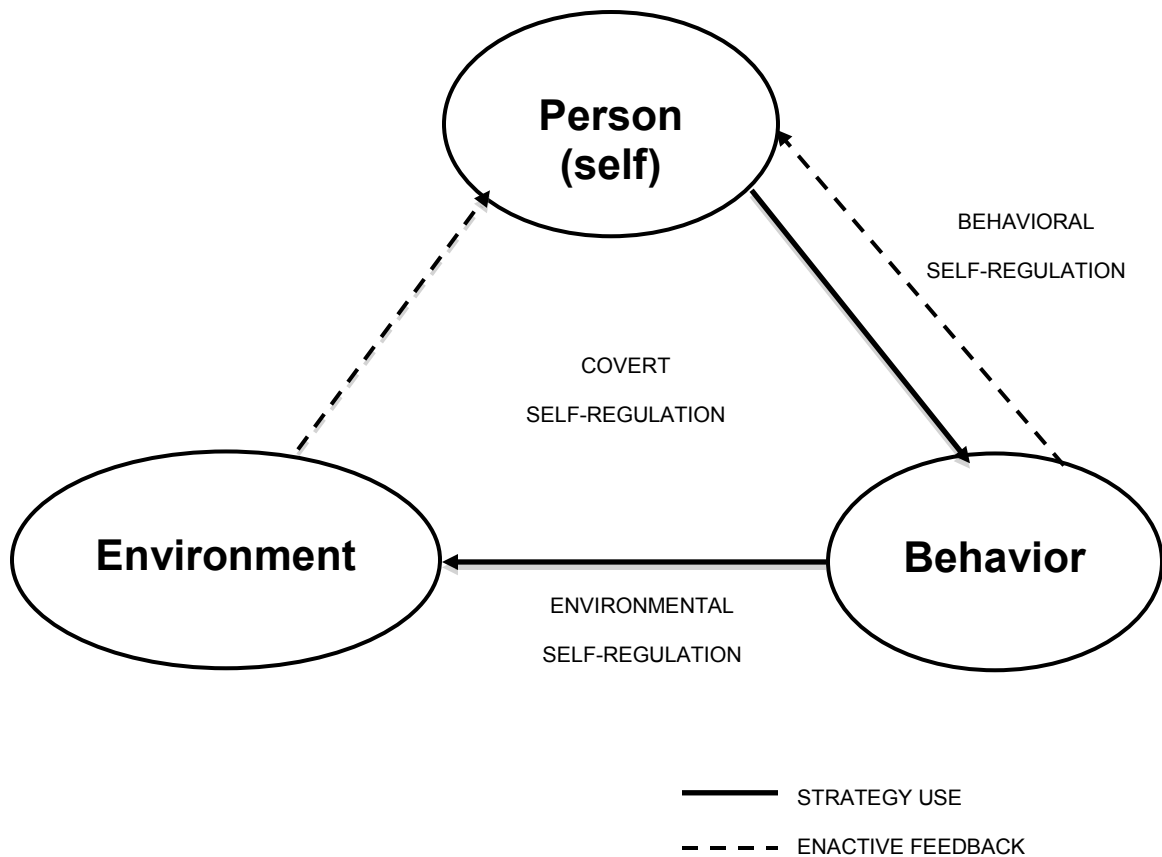 Person
(self)
BEHAVIORAL
SELF-REGULATION
COVERT
SELF-REGULATION
Environment
Behavior
ENVIRONMENTAL
SELF-REGULATION
STRATEGY USE
ENACTIVE FEEDBACK